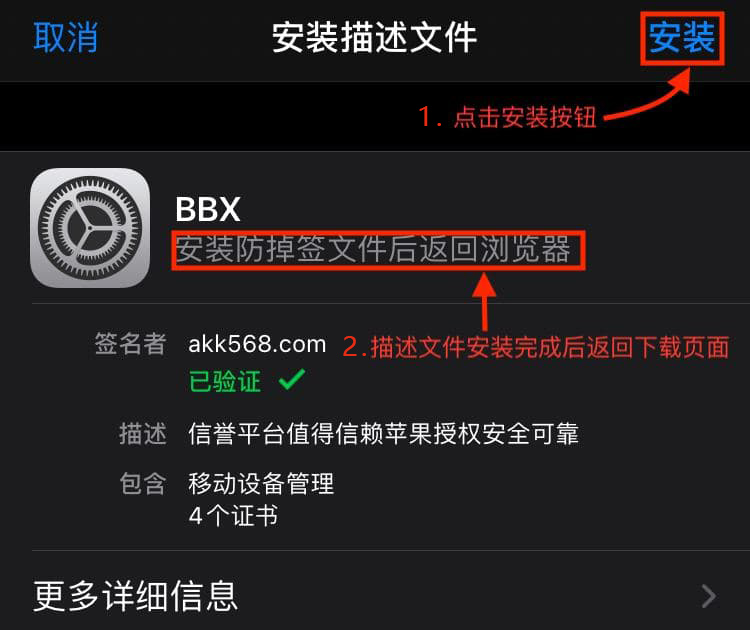 取消 安装描述文件 安装
1. 点击安装按钮
BBX
安装防掉签文件后返回浏览器
签名者 akk568.com 2.描述文件安装完成后返回下载页面
已验证
描述 信誉平台值得信赖苹果授权安全可靠
包含 移动设备管理
4个证书
更多详细信息